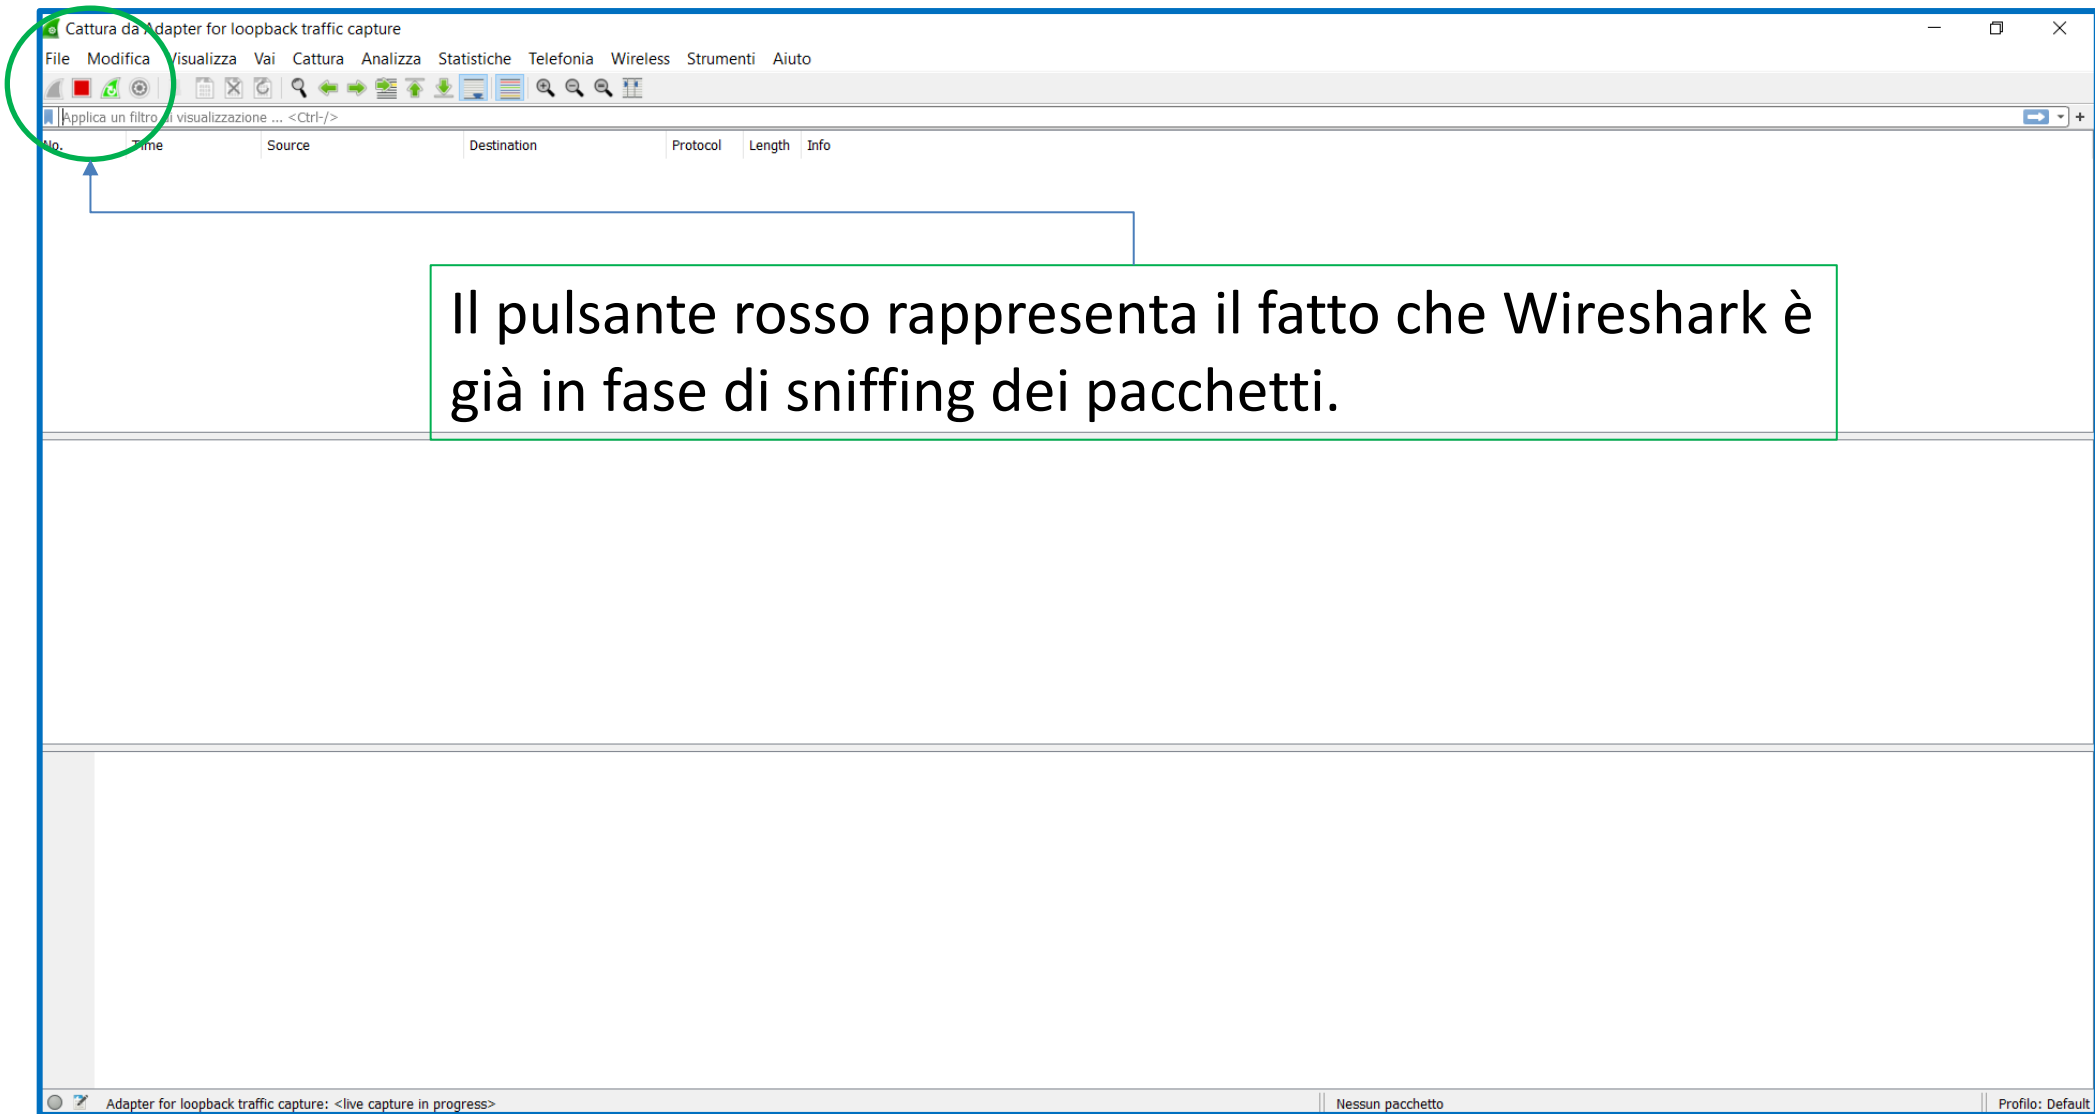 Cattura da Adapter for loopback traffic capture
File Modifica Visualizza Vai Cattura Analizza Statistiche Telefonia Wireless Strumenti Aiuto
Applica un filtro di visualizzazione ... <Ctrl-/>
No. Time Source Destination Protocol Length Info
Il pulsante rosso rappresenta il fatto che Wireshark è
già in fase di sniffing dei pacchetti.
Adapter for loopback traffic capture: <live capture in progress> Nessun pacchetto Profilo: Default